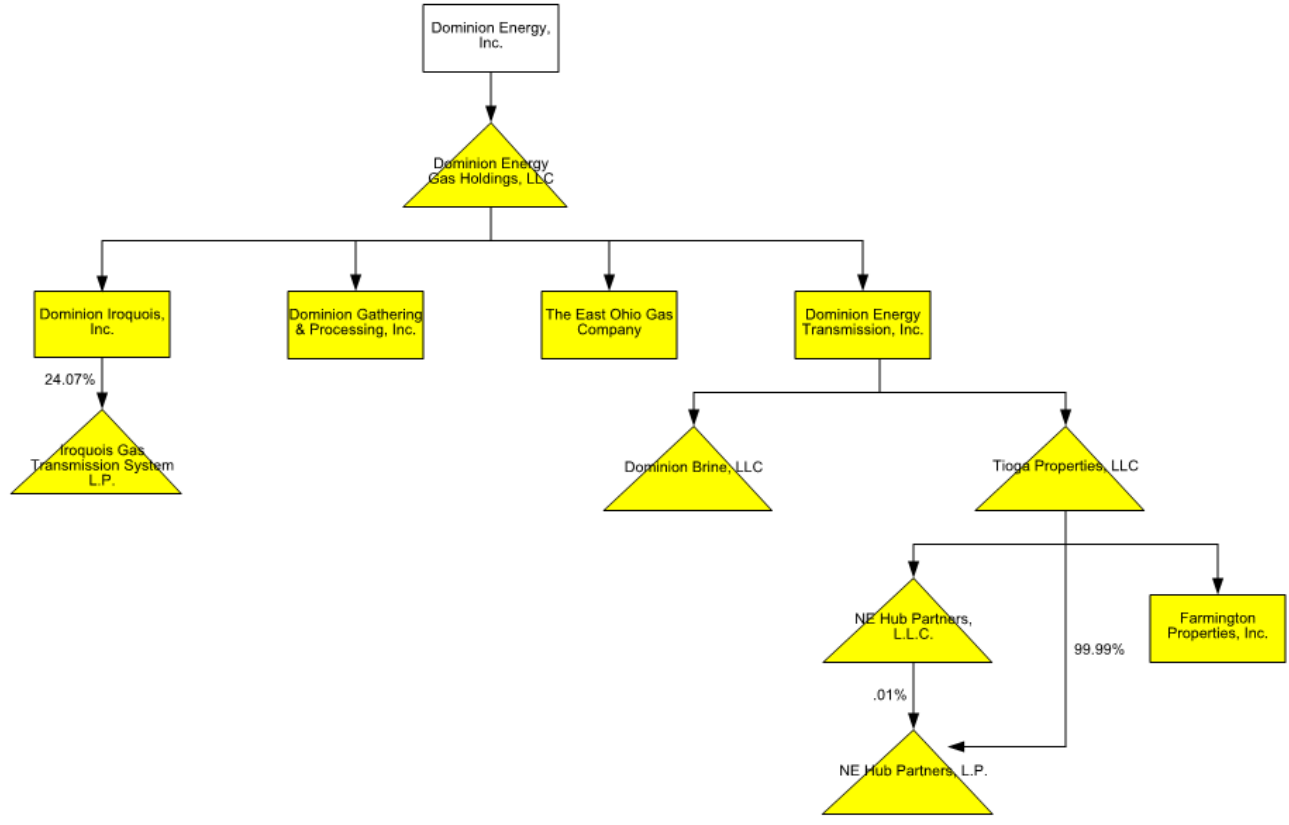 Dominion Energy,
Inc.
Dominion Energy
Gas Holdings, LLC
Dominion Iroquois,
Inc.
Dominion Gathering
& Processing, Inc.
The East Ohio Gas
Company
Dominion Energy
Transmission, Inc.
24.07%
Iroquois Gas
Transmission System
L.P.
Dominion Brine, LLC
Tioga Properties, LLC
NE Hub Partners,
L.L.C.
Farmington
Properties, Inc.
99.99%
.01%
NE Hub Partners, L.P.